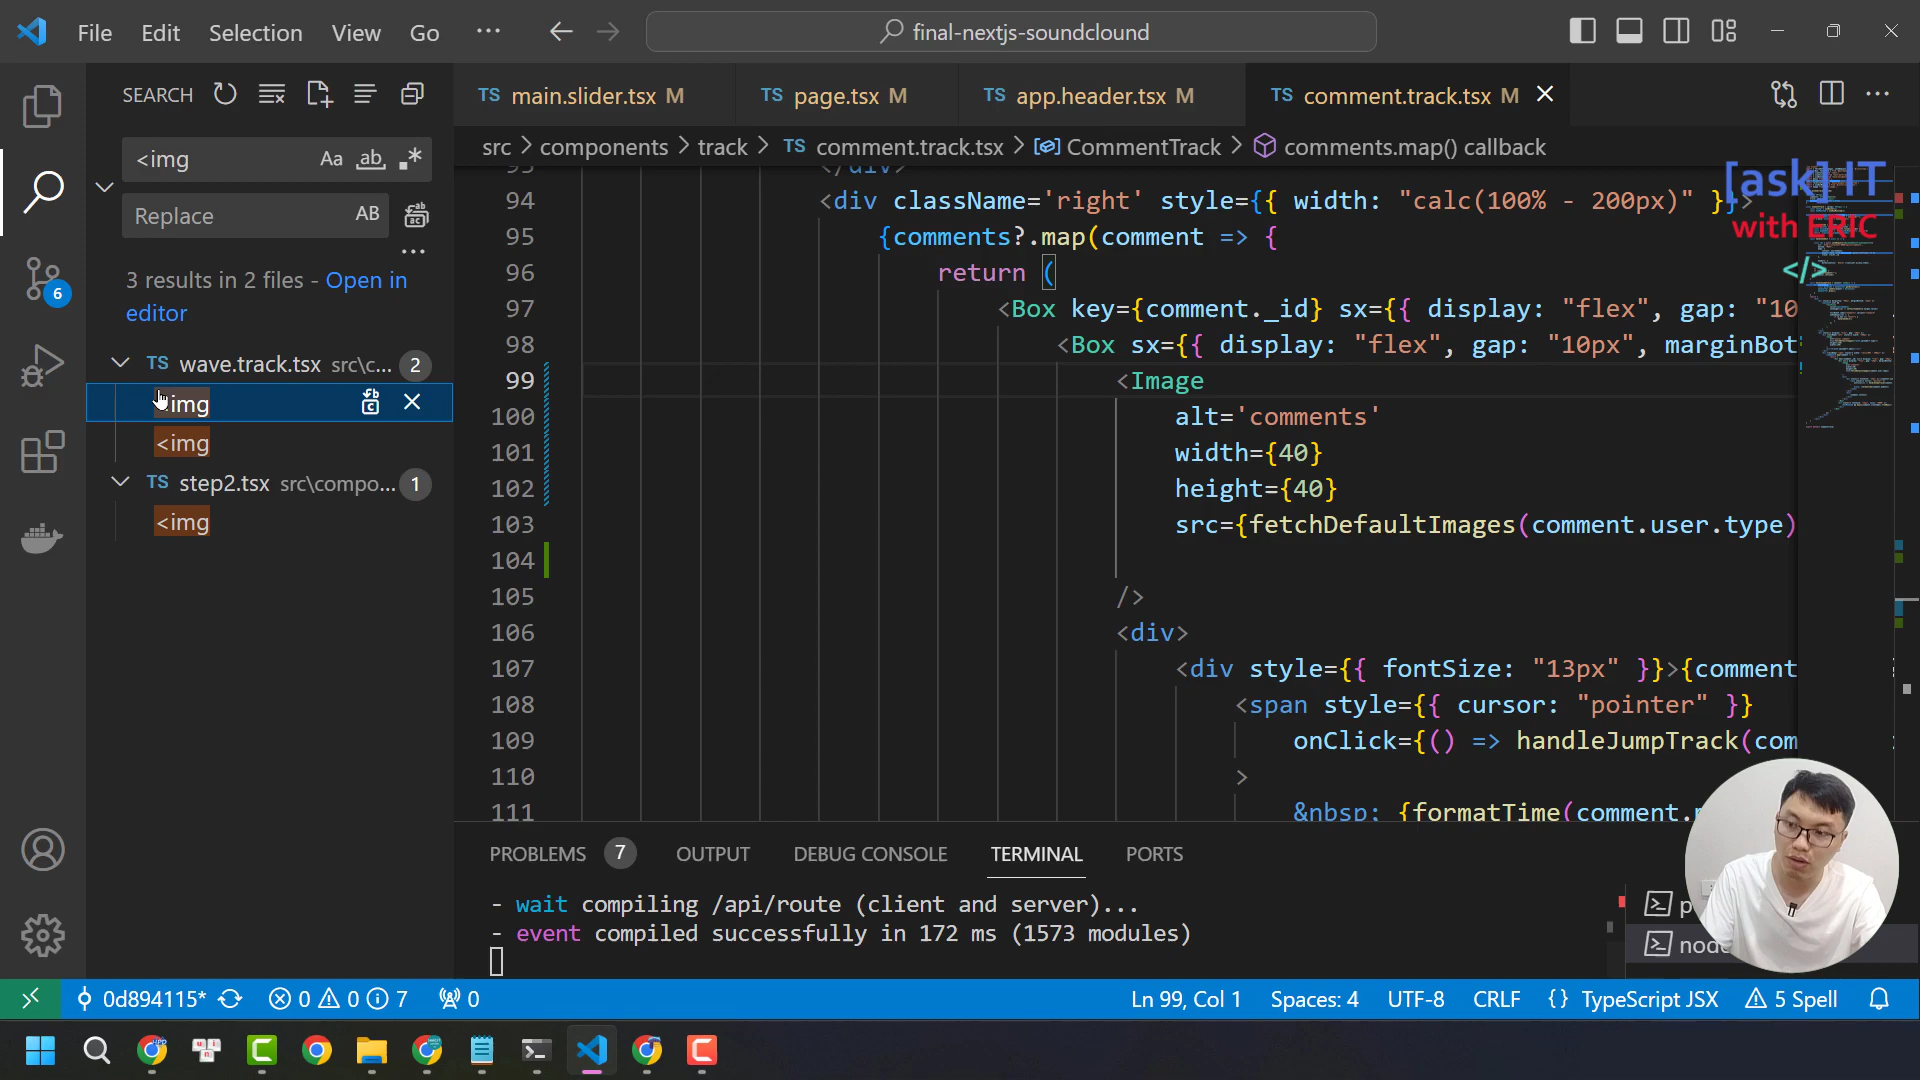 File Edit Selection View Go ··· final-nextjs-soundclound
SEARCH
<img Aa ab
Replace AB
3 results in 2 files - Open in
editor
TS wave.track.tsx src\c... 2
<img
<img
TS step2.tsx src\compo... 1
<img
TS main.slider.tsx M TS page.tsx M TS app.header.tsx M TS comment.track.tsx M
src > components > track > TS comment.track.tsx > CommentTrack > comments.map() callback
[ask] IT
with ERIC
</>
94 <div className='right' style={{ width: "calc(100% - 200px)" }}>
95 {comments?.map(comment => {
96 return (
97 <Box key={comment._id} sx={{ display: "flex", gap: "10
98 <Box sx={{ display: "flex", gap: "10px", marginBot
99 <Image
100 alt='comments'
101 width={40}
102 height={40}
103 src={fetchDefaultImages(comment.user.type)
104
105 />
106 <div>
107 <div style={{ fontSize: "13px" }}>{comment
108 <span style={{ cursor: "pointer" }}
109 onClick={() => handleJumpTrack(com
110 >
111 &nbsp; {formatTime(comment.
PROBLEMS 7 OUTPUT DEBUG CONSOLE TERMINAL PORTS
- wait compiling /api/route (client and server)...
- event compiled successfully in 172 ms (1573 modules)
6
0d894115* 0 0 7 0 Ln 99, Col 1 Spaces: 4 UTF-8 CRLF {} TypeScript JSX 5 Spell